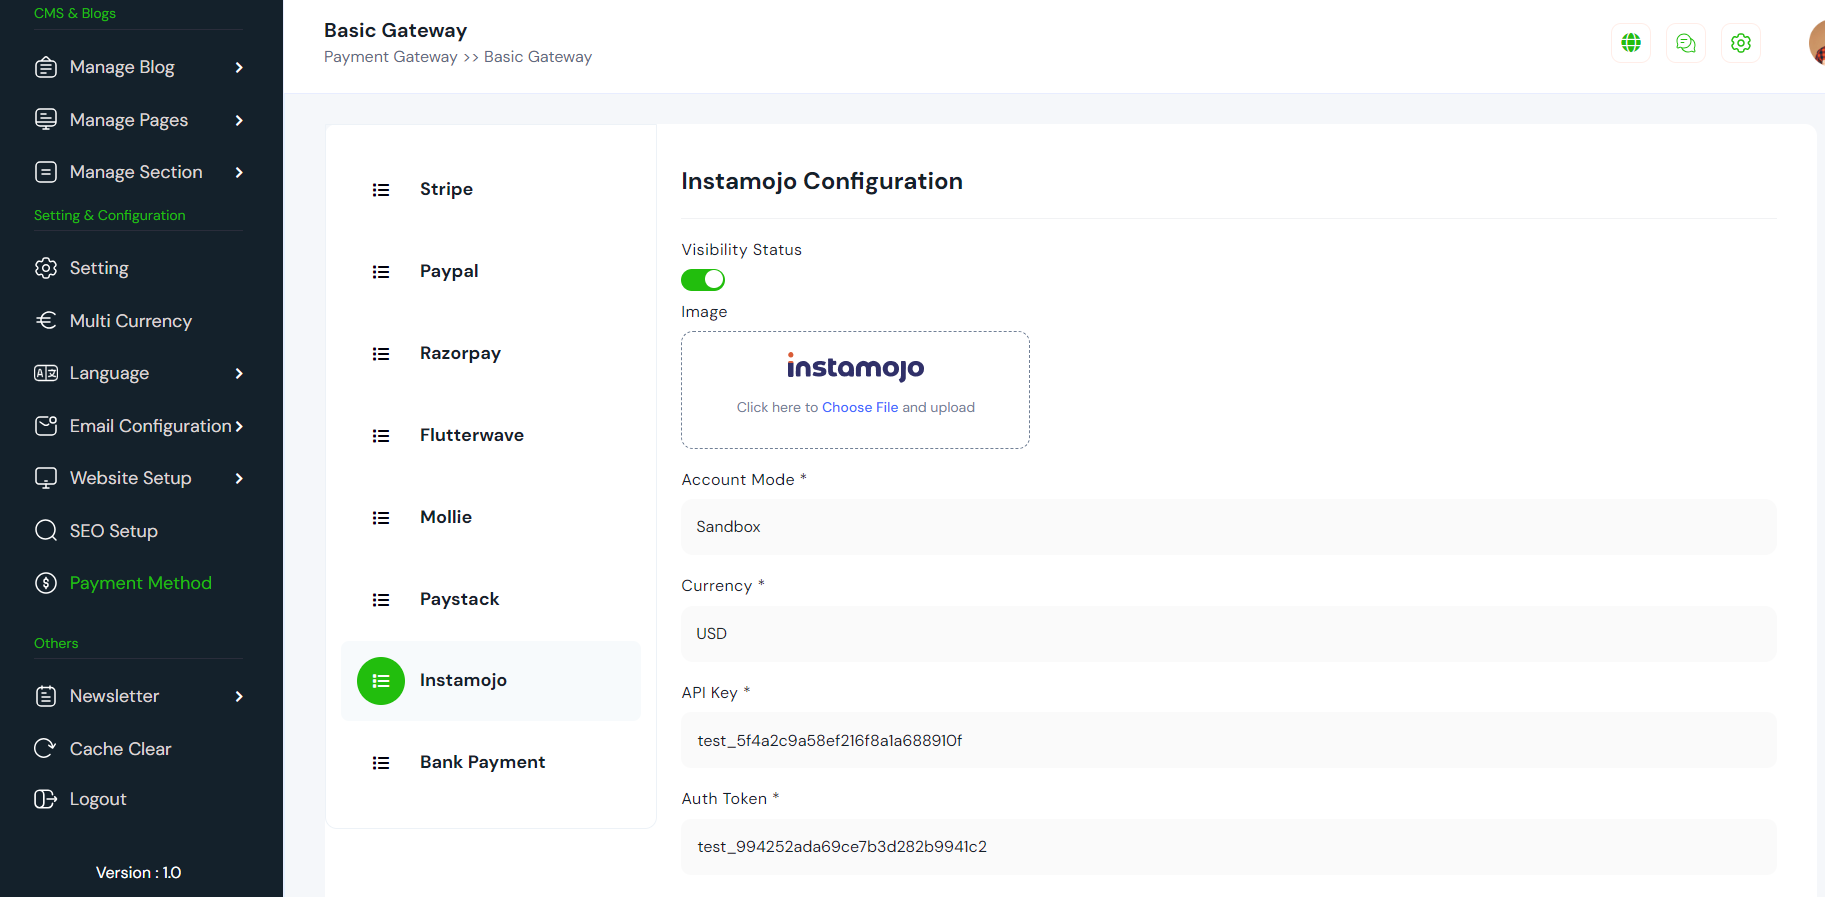 CMS & Blogs
Manage Blog
Manage Pages
Manage Section
Setting & Configuration
Setting
Multi Currency
Language
Email Configuration
Website Setup
SEO Setup
Payment Method
Others
Newsletter
Cache Clear
Logout
Version : 1.0
Basic Gateway
Payment Gateway >> Basic Gateway
Stripe
Paypal
Razorpay
Flutterwave
Mollie
Paystack
Instamojo
Bank Payment
Instamojo Configuration
Visibility Status
Image
instamojo
Click here to Choose File and upload
Account Mode *
Sandbox
Currency *
USD
API Key *
test_5f4a2c9a58ef216f8a1a688910f
Auth Token *
test_994252ada69ce7b3d282b9941c2